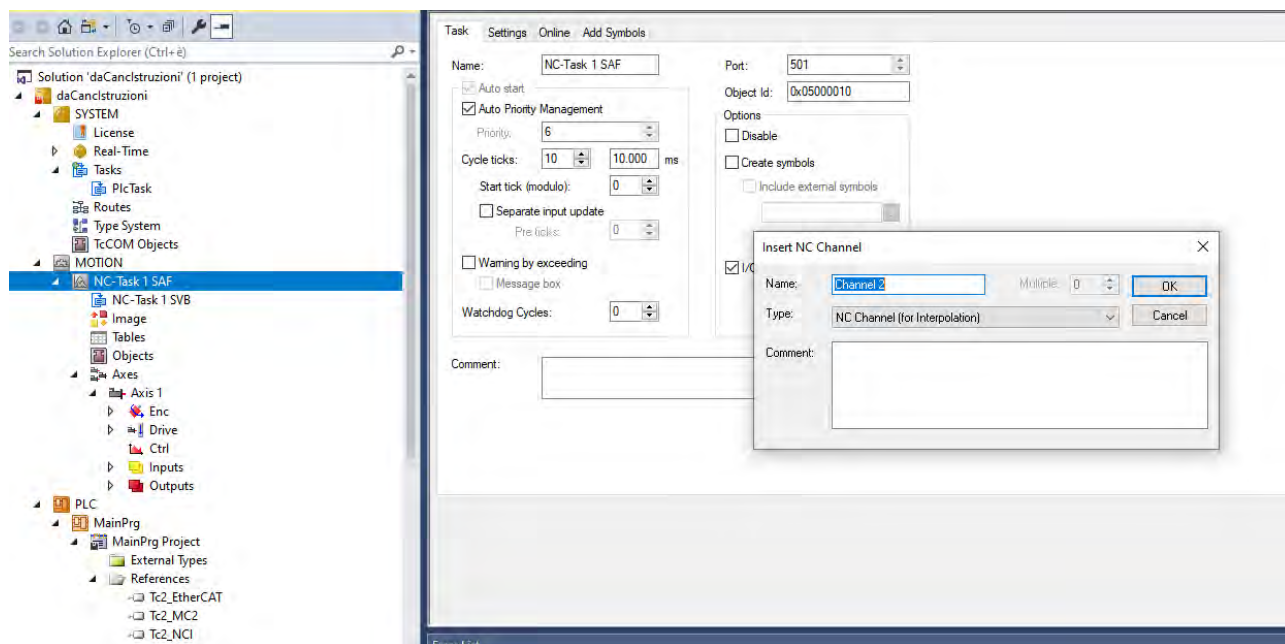 Search Solution Explorer (Ctrl+è)
Solution 'daCancIstruzioni' (1 project)
daCancIstruzioni
SYSTEM
License
Real-Time
Tasks
PlcTask
Routes
Type System
TcCOM Objects
MOTION
NC-Task 1 SAF
NC-Task 1 SVB
Image
Tables
Objects
Axes
Axis 1
Enc
Drive
Ctrl
Inputs
Outputs
PLC
MainPrg
MainPrg Project
External Types
References
Tc2_EtherCAT
Tc2_MC2
Tc2_NCI
Task Settings Online Add Symbols
Name: NC-Task 1 SAF
Auto start
Auto Priority Management
Priority: 6
Cycle ticks: 10 10.000 ms
Start tick (modulo): 0
Separate input update
Pre ticks: 0
Warning by exceeding
Message box
Watchdog Cycles: 0
Comment:
Port: 501
Object Id: 0x05000010
Options
Disable
Create symbols
Include external symbols
Insert NC Channel
Name: Channel 2 Multiple: 0 OK
Type: NC Channel (for Interpolation) Cancel
Comment: